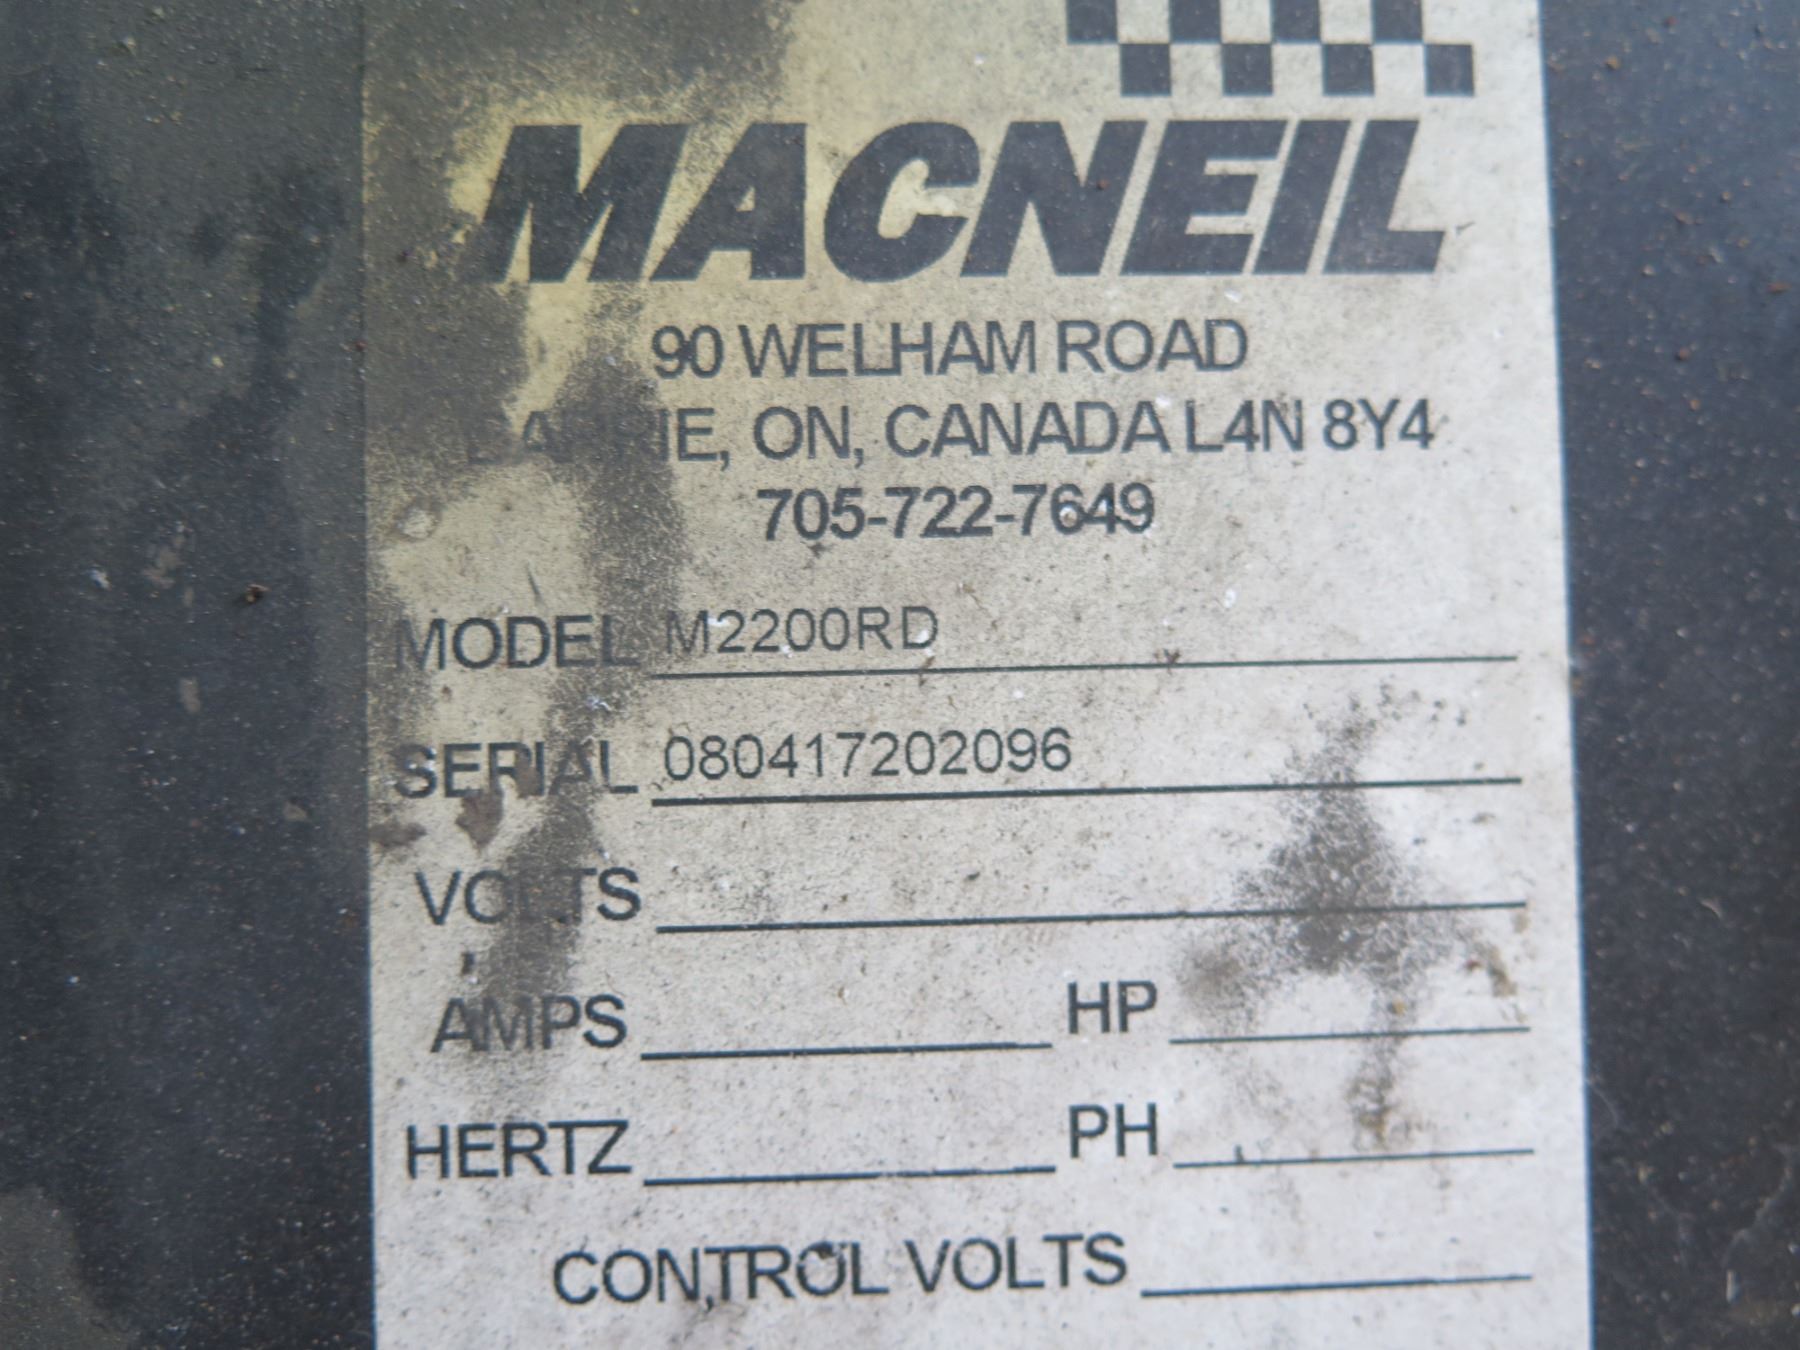 MACNEIL
90 WELHAM ROAD
BARRIE, ON, CANADA L4N 8Y4
705-722-7649
MODEL M2200RD
SERIAL 080417202096
VOLTS
AMPS HP
HERTZ PH
CONTROL VOLTS